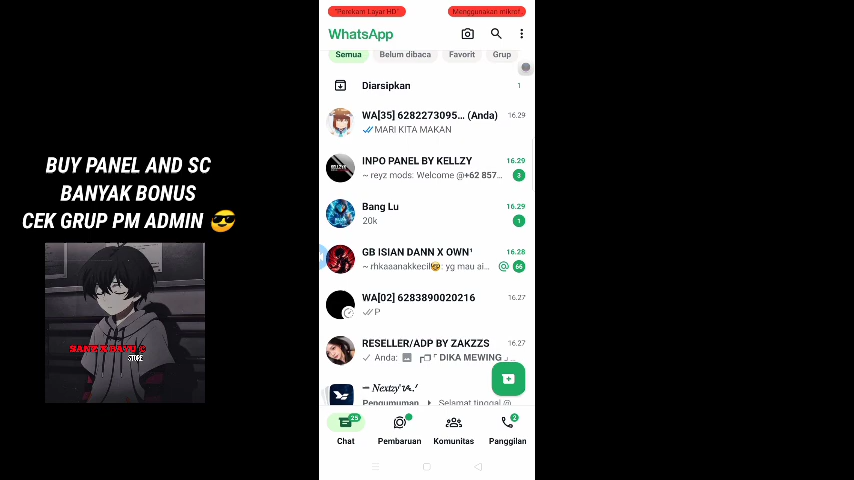 "Perekam Layar HD"
Menggunakan mikrof
WhatsApp
Semua
Belum dibaca
Favorit
Grup
Diarsipkan
1
WA[35] 6282273095... (Anda)
16.29
MARI KITA MAKAN
INPO PANEL BY KELLZY
16.29
~ reyz mods: Welcome @+62 857...
3
Bang Lu
16.29
20k
1
GB ISIAN DANN X OWN¹
16.28
~ rhkaaanakkecil🤓: yg mau ai...
@
66
WA[02] 6283890020216
16.27
P
RESELLER/ADP BY ZAKZZS
16.27
Anda:
DIKA MEWING
Pengumuman
Selamat tinggal @
25
2
Chat
Pembaruan
Komunitas
Panggilan
BUY PANEL AND SC
BANYAK BONUS
CEK GRUP PM ADMIN 😎
STORE